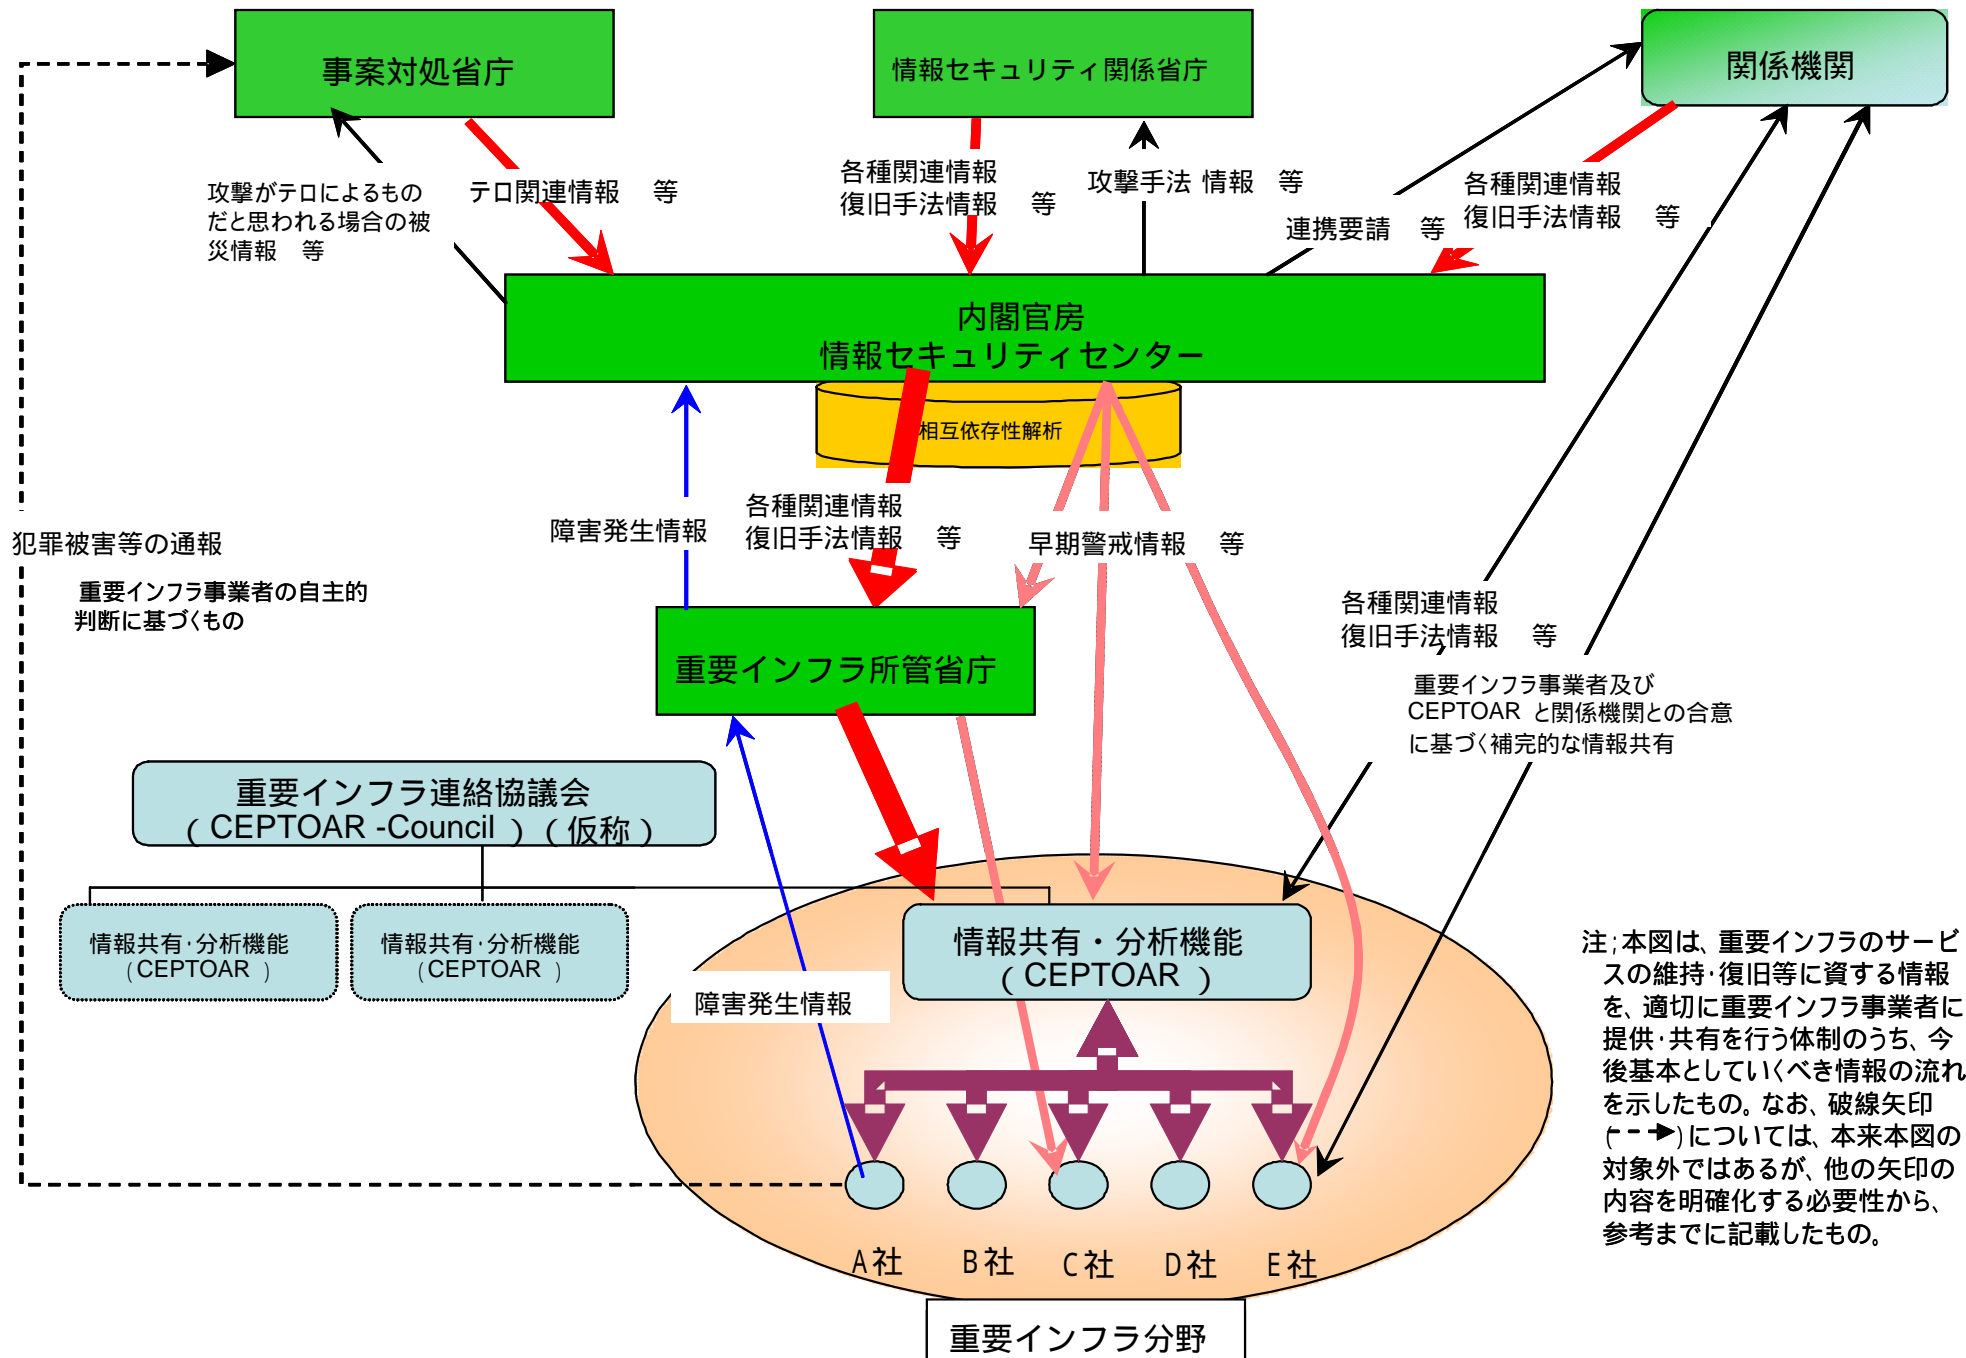 事案対処省庁
情報セキュリティ関係省庁
関係機関
攻撃がテロによるもの
だと思われる場合の被
災情報 等
テロ関連情報 等
各種関連情報
復旧手法情報 等
攻撃手法 情報 等
連携要請 等
各種関連情報
復旧手法情報 等
内閣官房
情報セキュリティセンター
相互依存性解析
犯罪被害等の通報
重要インフラ事業者の自主的
判断に基づくもの
障害発生情報
各種関連情報
復旧手法情報 等
早期警戒情報 等
各種関連情報
復旧手法情報 等
重要インフラ事業者及び
CEPTOAR と関係機関との合意
に基づく補完的な情報共有
重要インフラ所管省庁
重要インフラ連絡協議会
(CEPTOAR -Council)(仮称)
情報共有・分析機能
(CEPTOAR )
情報共有・分析機能
(CEPTOAR )
情報共有・分析機能
(CEPTOAR )
障害発生情報
A社 B社 C社 D社 E社
重要インフラ分野
注;本図は、重要インフラのサービ
スの維持・復旧等に資する情報
を、適切に重要インフラ事業者に
提供・共有を行う体制のうち、今
後基本としていくべき情報の流れ
を示したもの。なお、破線矢印
( )については、本来本図の
対象外ではあるが、他の矢印の
内容を明確化する必要性から、
参考までに記載したもの。